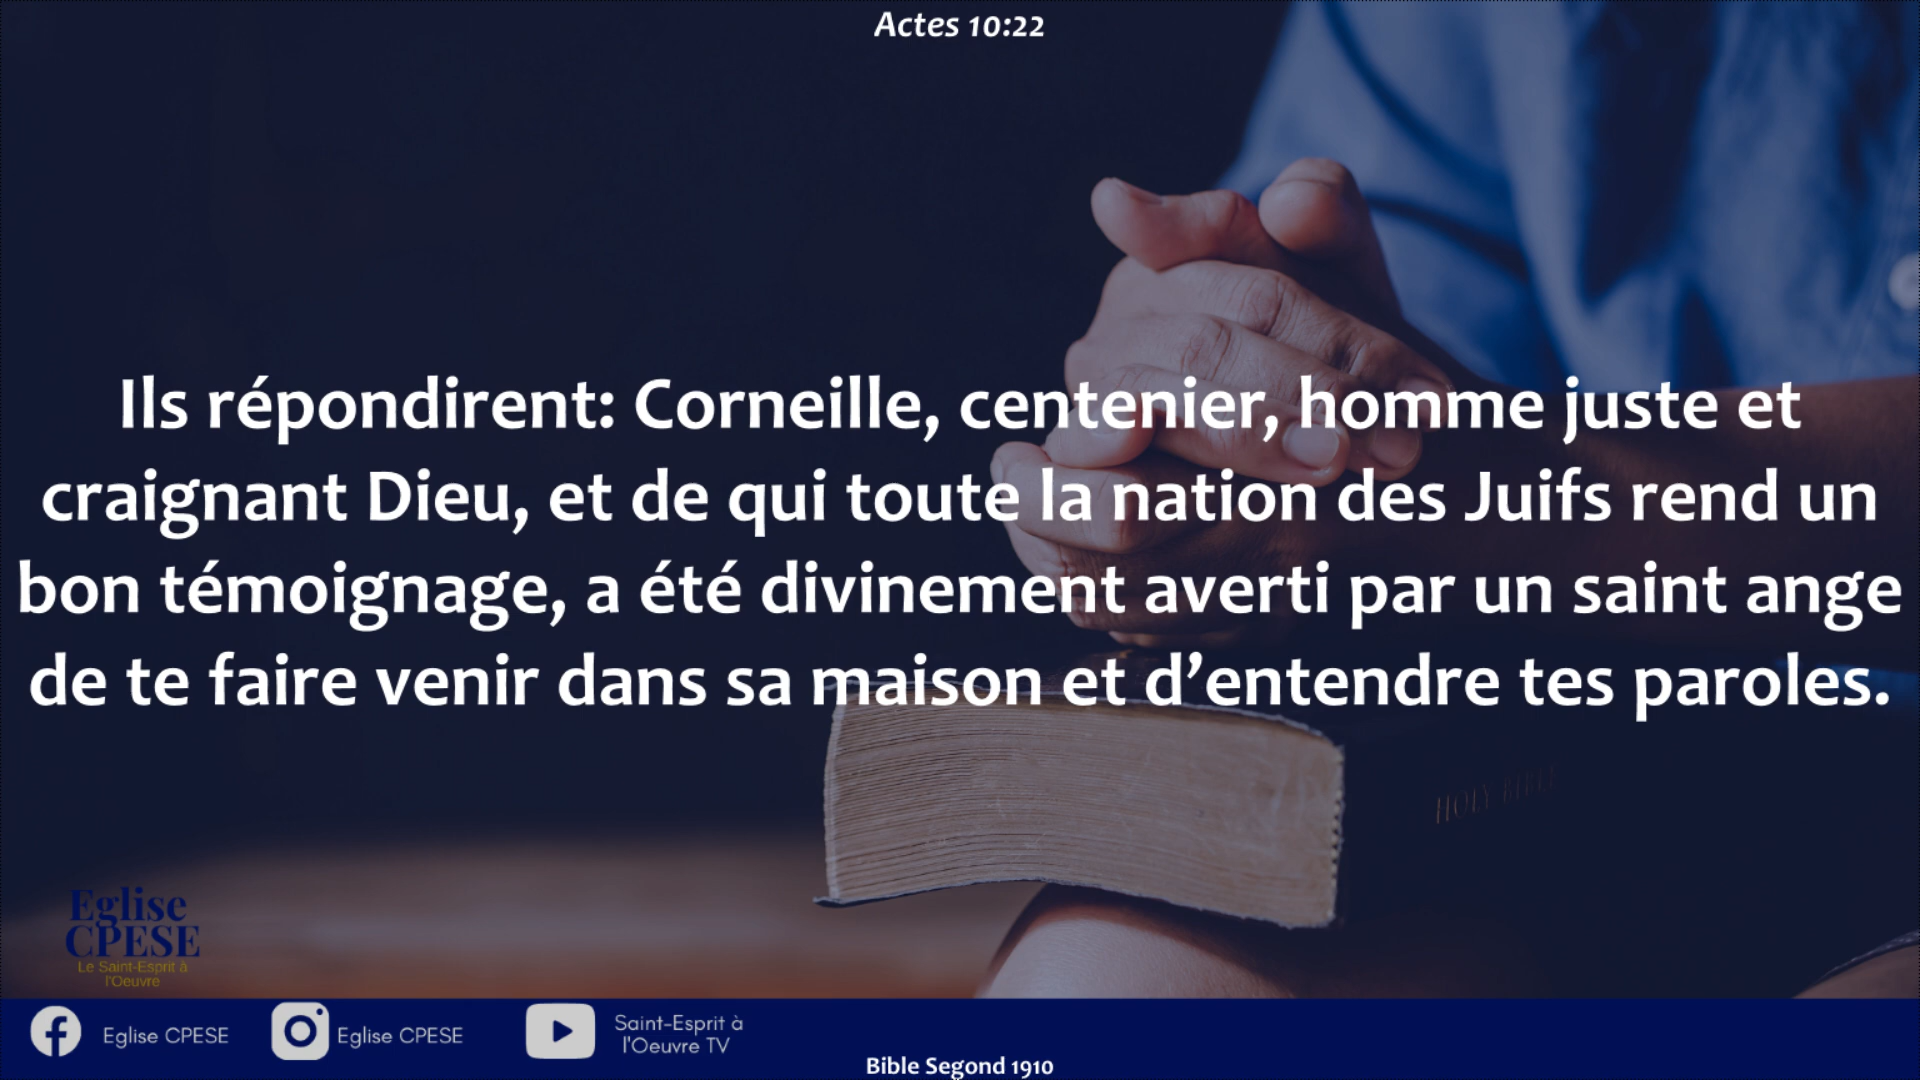 Actes 10:22
Ils répondirent: Corneille, centenier, homme juste et
craignant Dieu, et de qui toute la nation des Juifs rend un
bon témoignage, a été divinement averti par un saint ange
de te faire venir dans sa maison et d’entendre tes paroles.
HOLY BIBLE
Eglise
CPESE
Le Saint-Esprit à
l'Oeuvre
Eglise CPESE
Eglise CPESE
Saint-Esprit à
l'Oeuvre TV
Bible Segond 1910